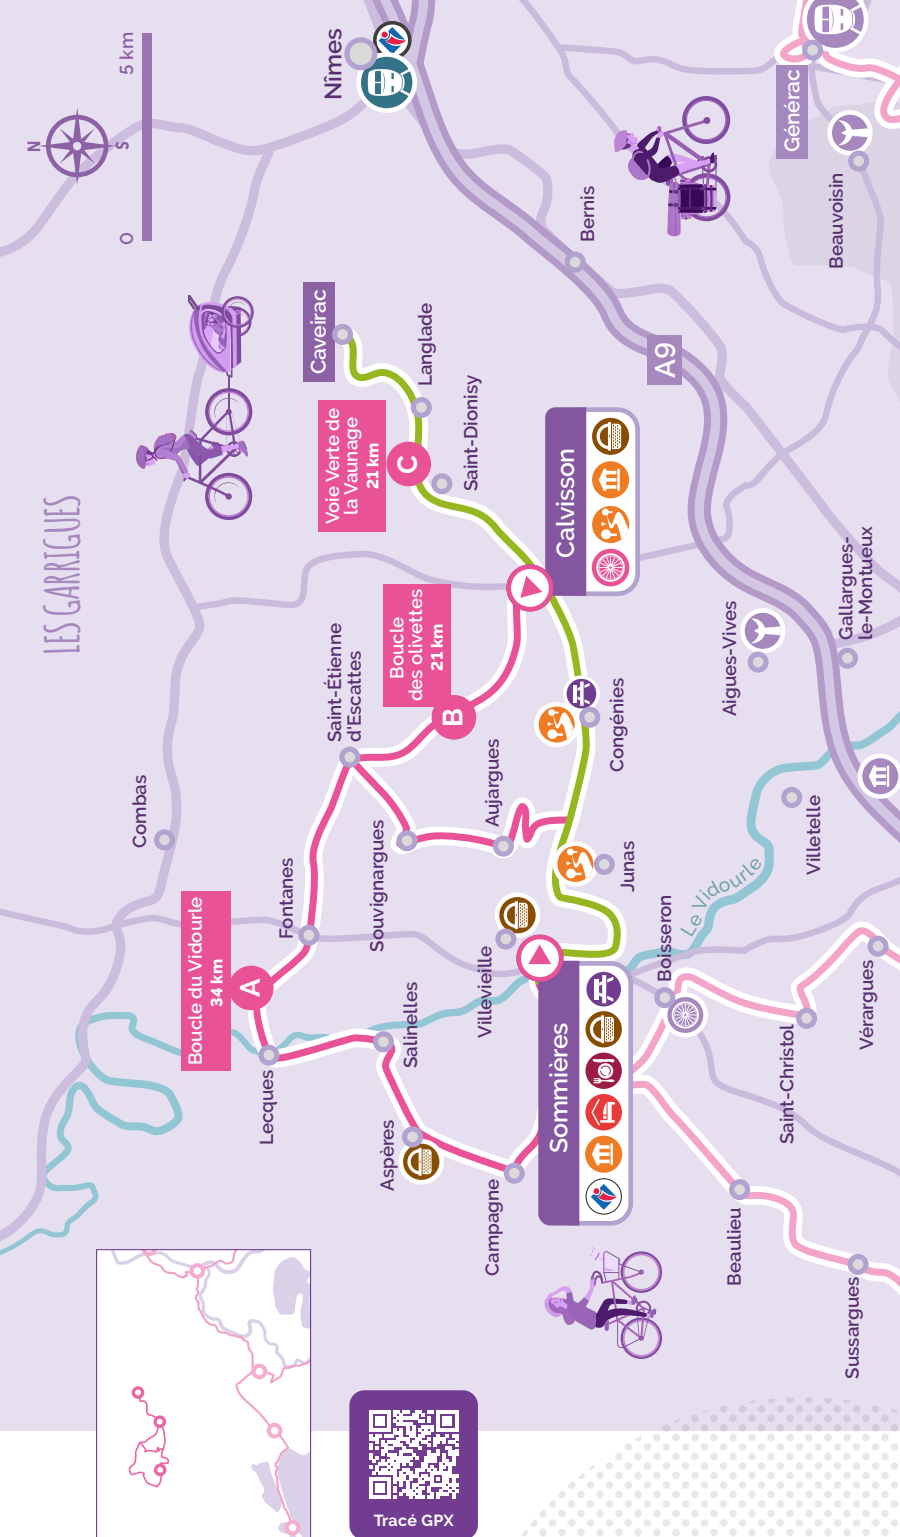 LES GARRIGUES
N
S
0
5 km
Nîmes
Générac
Beauvoisin
Bernis
Caveirac
Langlade
Voie Verte de
la Vaunage
21 km
C
Saint-Dionisy
A9
Calvisson
Boucle
des olivettes
21 km
B
Saint-Étienne
d'Escattes
Combas
Aigues-Vives
Gallargues-
le-Montueux
Congénies
Aujargues
Souvignargues
Fontanes
Junas
Villetelle
Le Vidourle
Boisseron
Boucle du Vidourle
34 km
A
Villevieille
Salinelles
Lecques
Sommières
Vérargues
Saint-Christol
Aspères
Campagne
Beaulieu
Sussargues
Tracé GPX